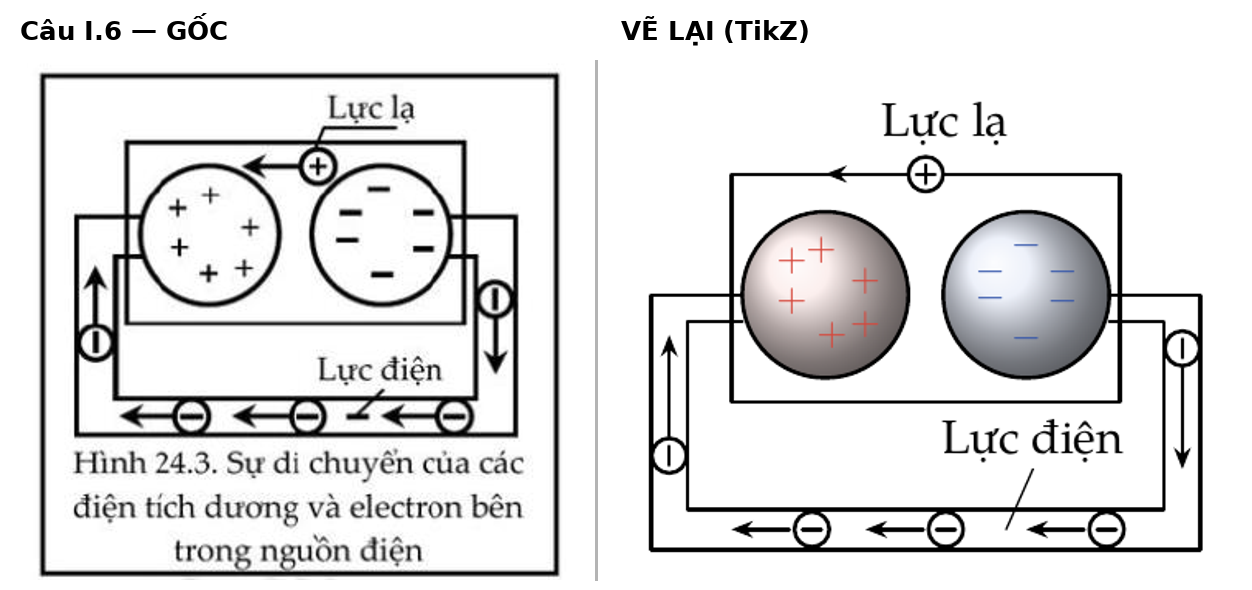 Câu I.6 — GỐC
Lực lạ
Lực điện
Hình 24.3. Sự di chuyển của các
điện tích dương và electron bên
trong nguồn điện
VẼ LẠI (TikZ)
Lực lạ
Lực điện